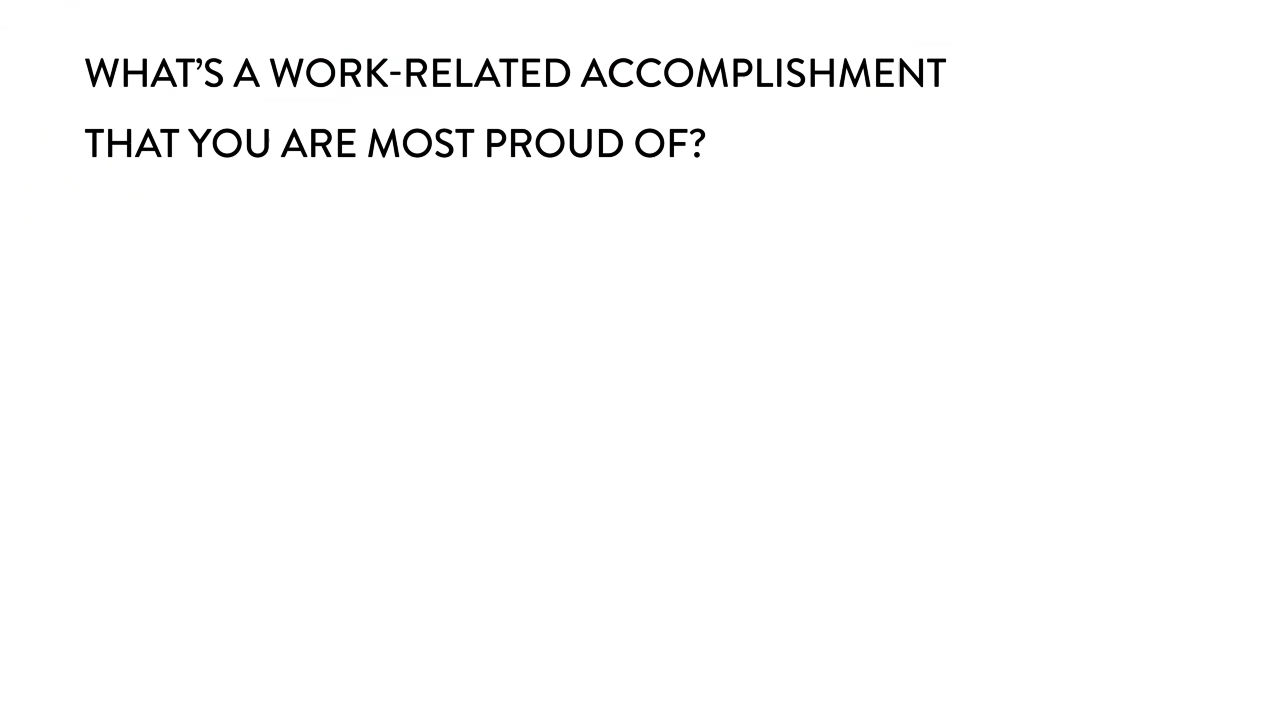 WHAT’S A WORK-RELATED ACCOMPLISHMENT
THAT YOU ARE MOST PROUD OF?